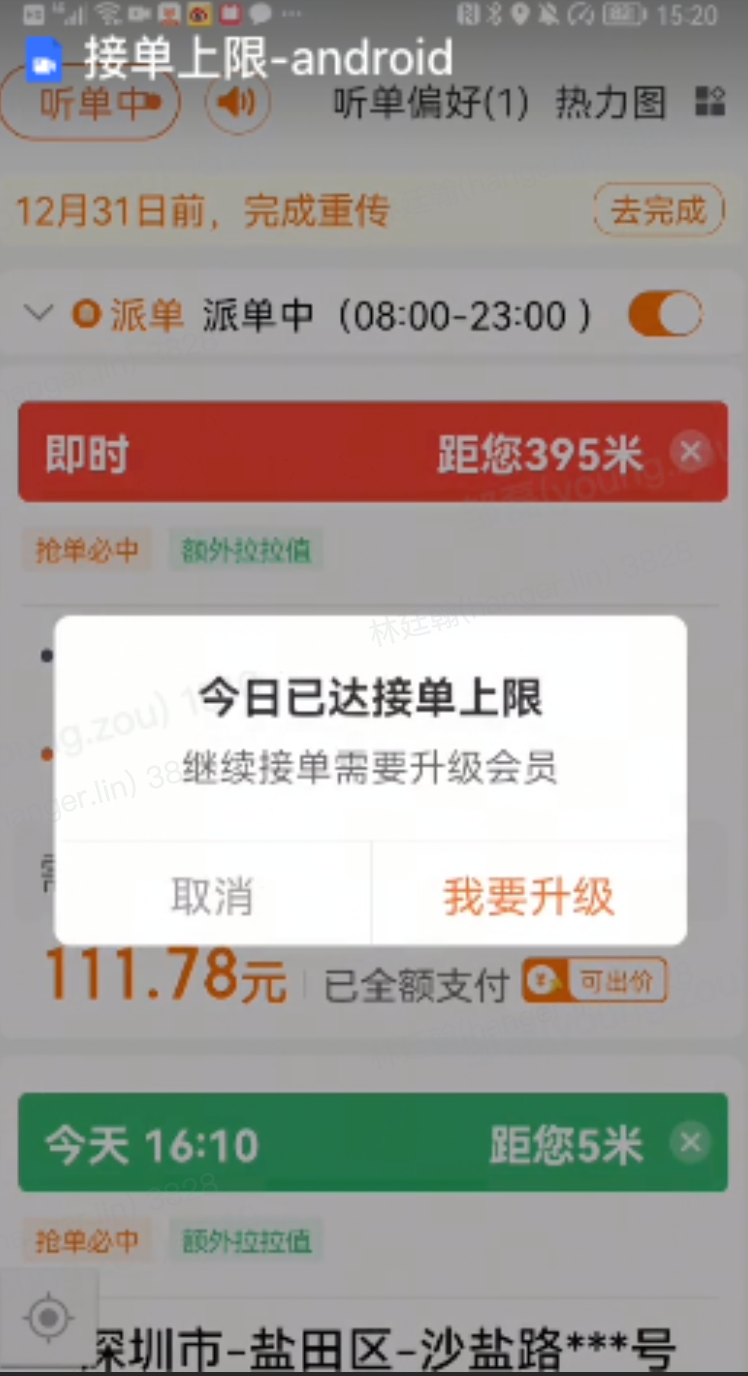 15:20
接单上限-android
听单中
听单偏好(1) 热力图
12月31日前，完成重传 去完成
派单 派单中（08:00-23:00 ）
即时 距您395米
抢单必中 额外拉拉值
林廷翰(hanger.lin) 3828
今日已达接单上限
继续接单需要升级会员
取消 我要升级
111.78元 已全额支付 可出价
今天 16:10 距您5米
抢单必中 额外拉拉值
深圳市-盐田区-沙盐路***号